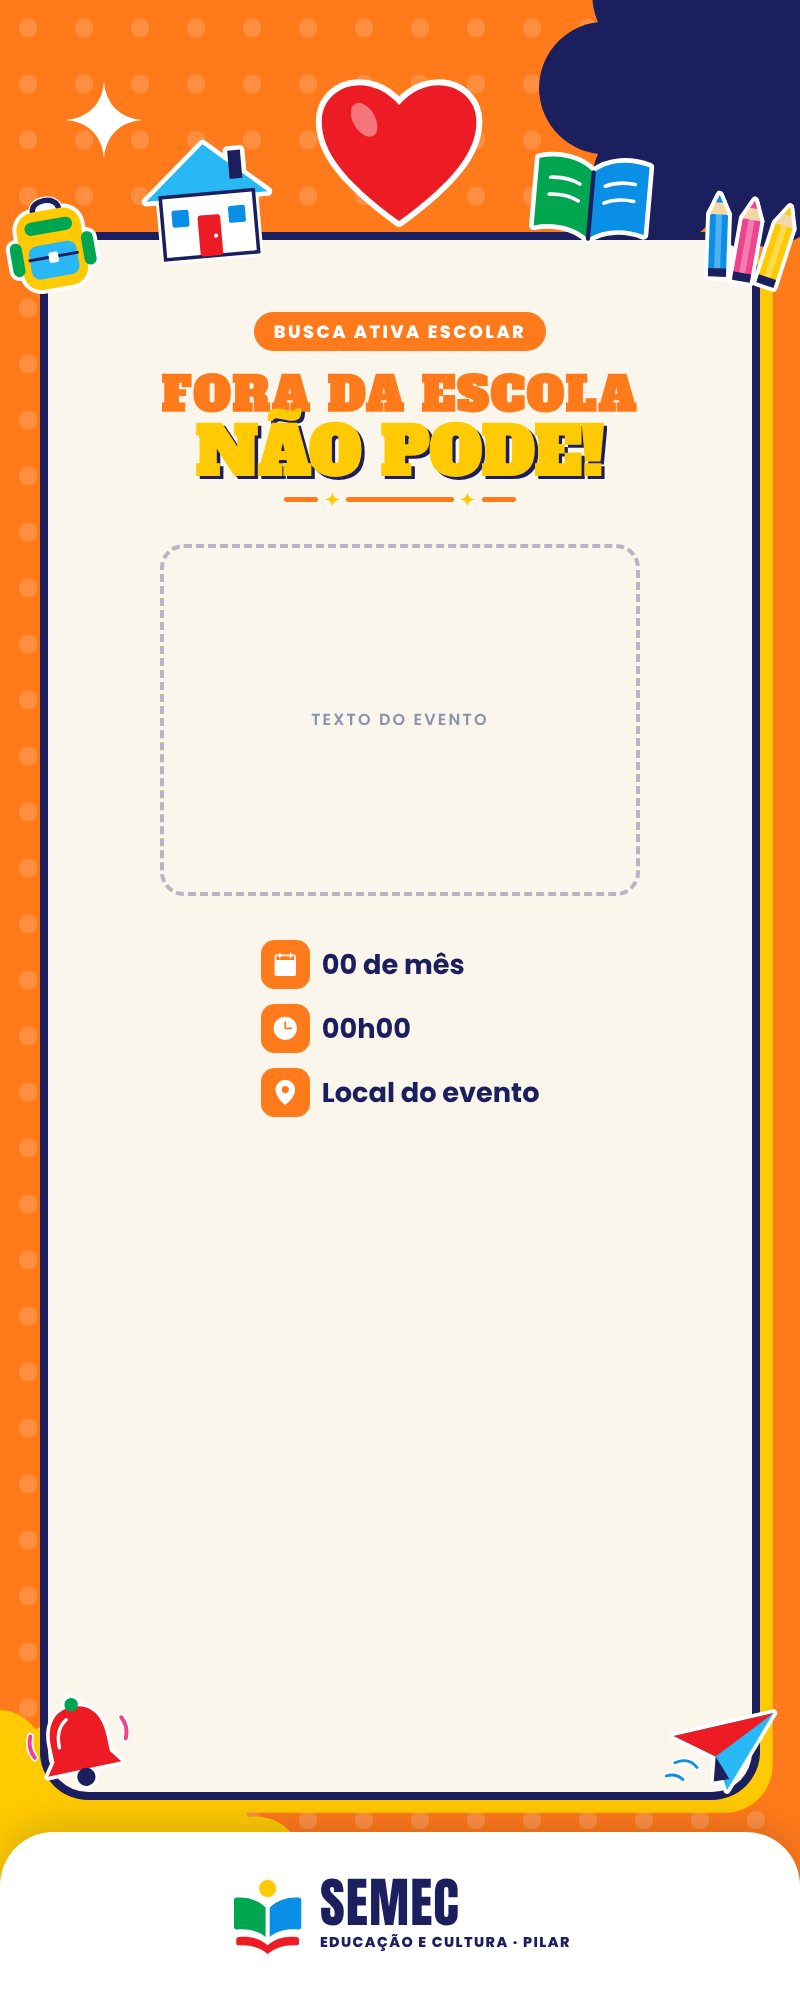 BUSCA ATIVA ESCOLAR
FORA DA ESCOLA
NÃO PODE!
TEXTO DO EVENTO
00 de mês
00h00
Local do evento
SEMEC
EDUCAÇÃO E CULTURA · PILAR